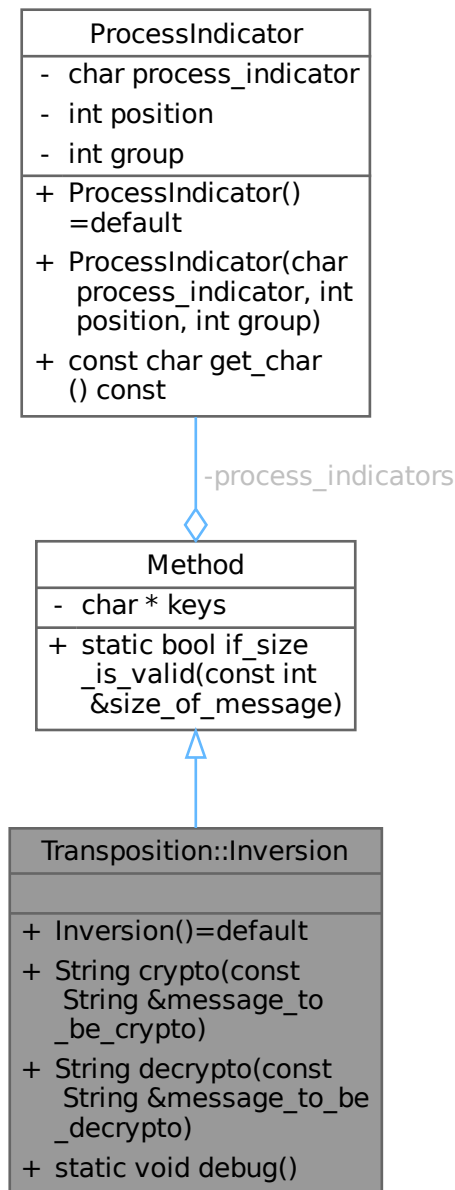 ProcessIndicator
- char process_indicator
- int position
- int group
+ ProcessIndicator()
=default
+ ProcessIndicator(char
process_indicator, int
position, int group)
+ const char get_char
() const
-process_indicators
Method
- char * keys
+ static bool if_size
_is_valid(const int
&size_of_message)
Transposition::Inversion
+ Inversion()=default
+ String crypto(const
String &message_to
_be_crypto)
+ String decrypto(const
String &message_to_be
_decrypto)
+ static void debug()